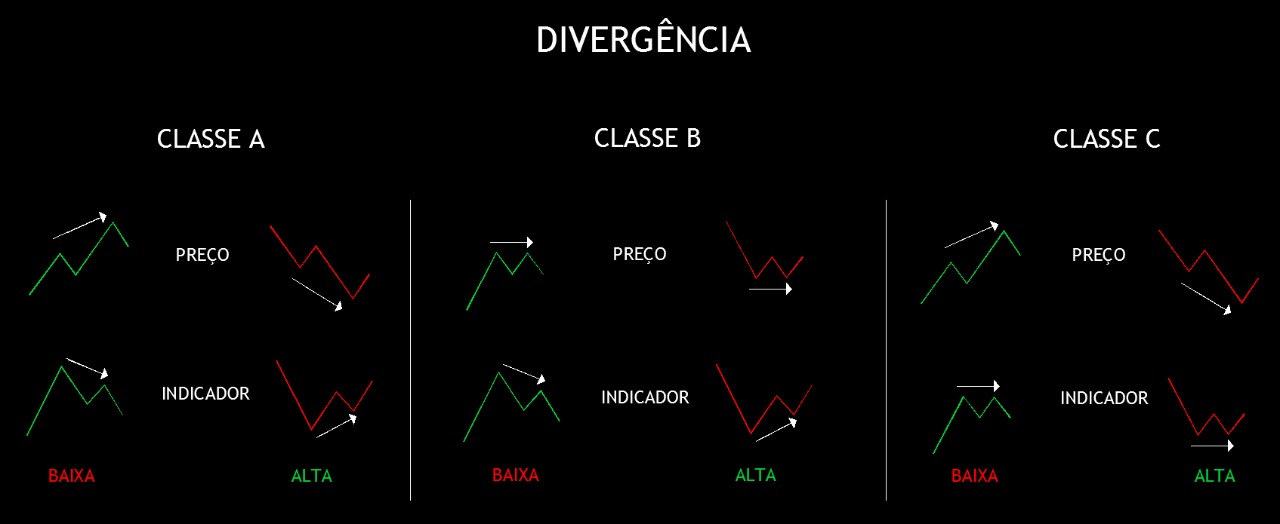 DIVERGÊNCIA
CLASSE A
CLASSE B
CLASSE C
PREÇO
PREÇO
PREÇO
INDICADOR
INDICADOR
INDICADOR
BAIXA
ALTA
BAIXA
ALTA
BAIXA
ALTA